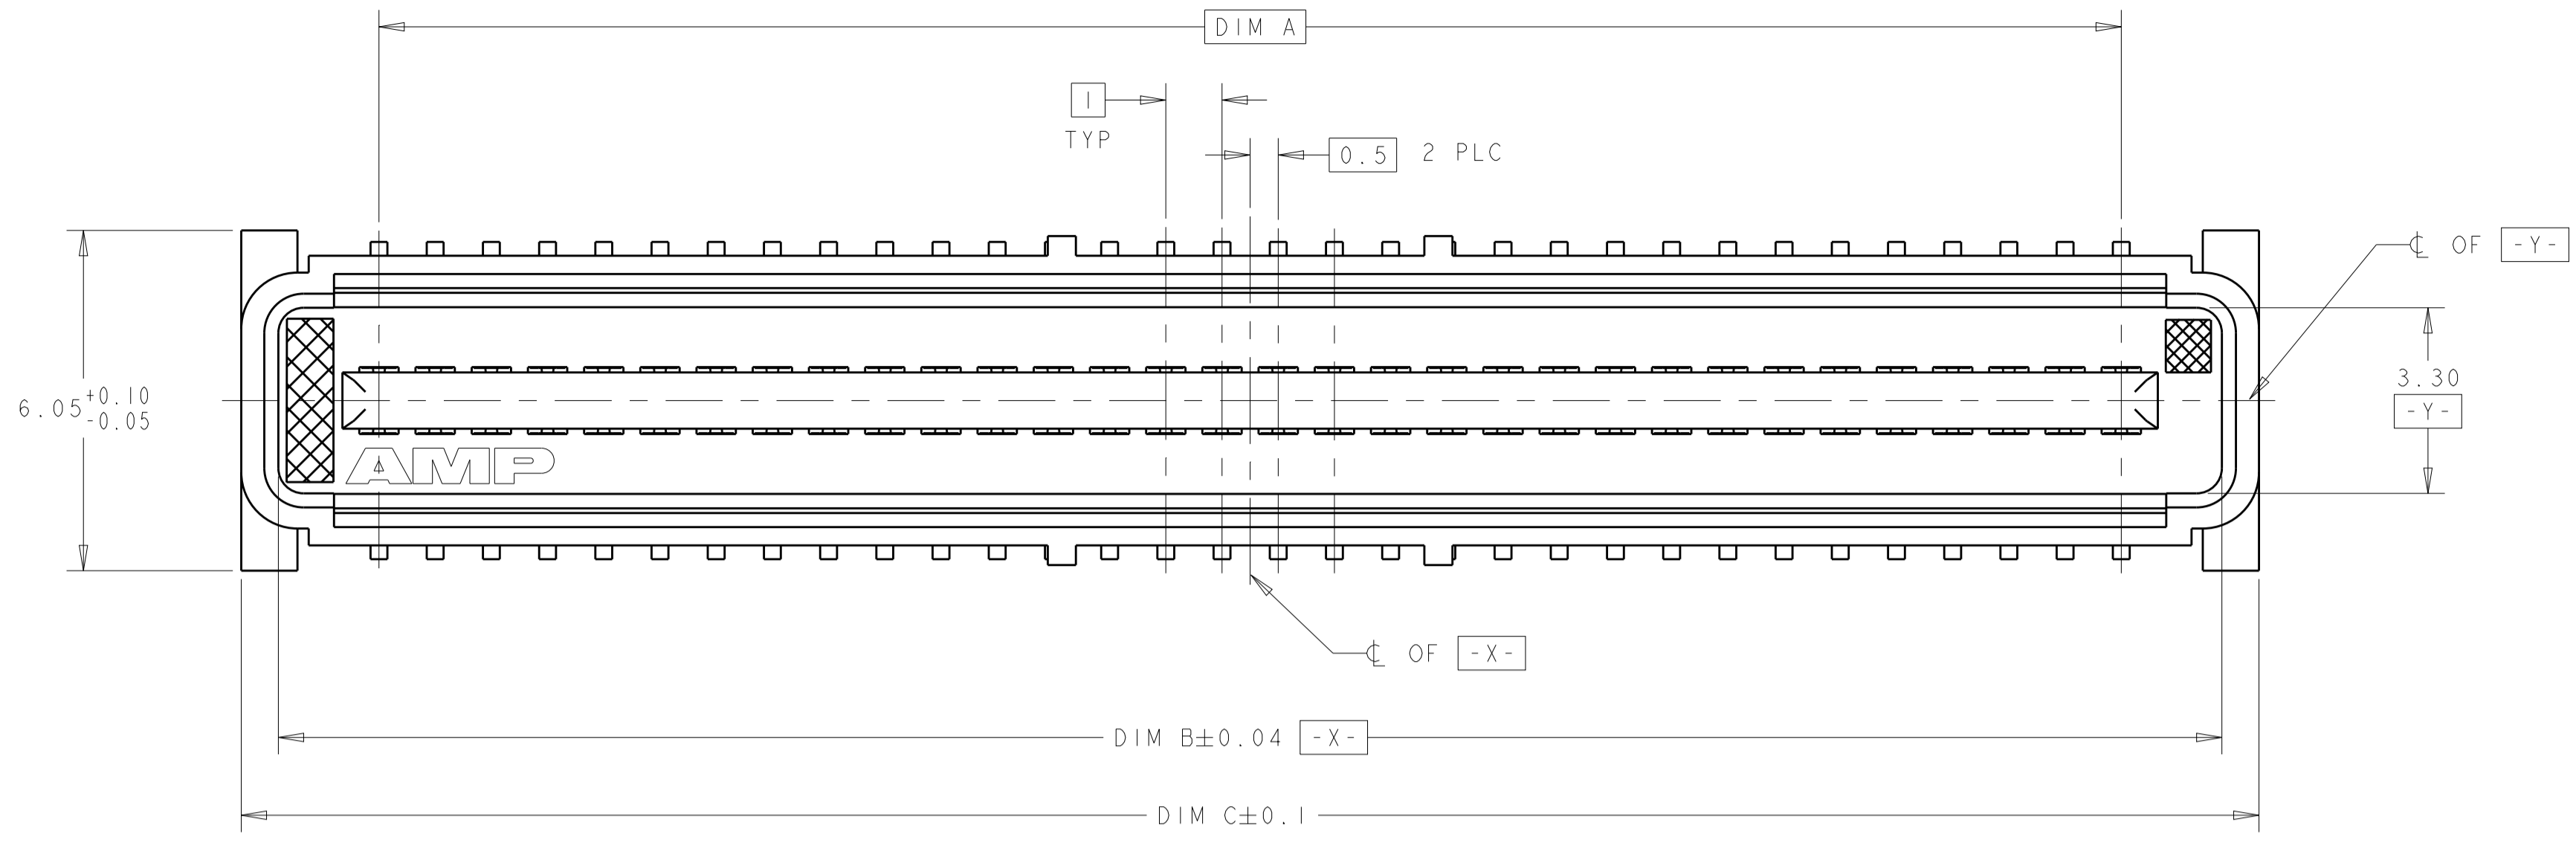 DIM A
1
TYP
0.5 2 PLC
℄ OF -Y-
6.05 +0.10
-0.05
3.30
-Y-
AMP
℄ OF -X-
DIM B±0.04 -X-
DIM C±0.1